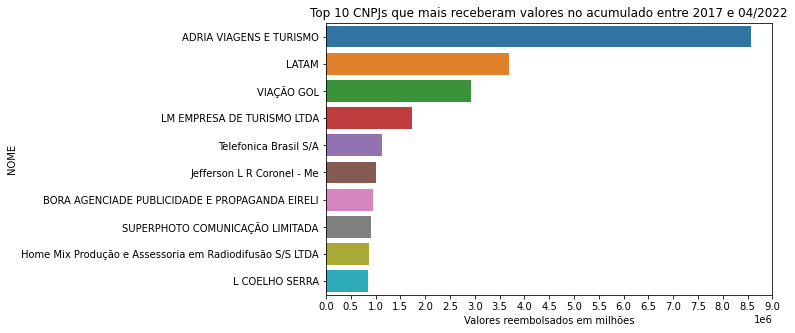 Top 10 CNPJs que mais receberam valores no acumulado entre 2017 e 04/2022
NOME
ADRIA VIAGENS E TURISMO
LATAM
VIAÇÃO GOL
LM EMPRESA DE TURISMO LTDA
Telefonica Brasil S/A
Jefferson L R Coronel - Me
BORA AGENCIADE PUBLICIDADE E PROPAGANDA EIRELI
SUPERPHOTO COMUNICAÇÃO LIMITADA
Home Mix Produção e Assessoria em Radiodifusão S/S LTDA
L COELHO SERRA
0.0 0.5 1.0 1.5 2.0 2.5 3.0 3.5 4.0 4.5 5.0 5.5 6.0 6.5 7.0 7.5 8.0 8.5 9.0
Valores reembolsados em milhões
1e6